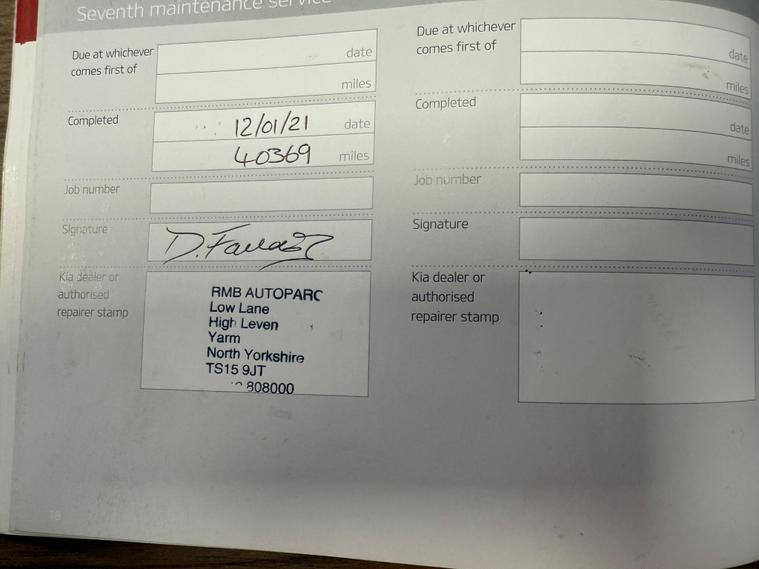 Seventh maintenance service
Due at whichever
comes first of
date
miles
Completed
12/01/21 date
40369 miles
Job number
Signature
Kia dealer or
authorised
repairer stamp
RMB AUTOPARC
Low Lane
High Leven
Yarm
North Yorkshire
TS15 9JT
808000
Due at whichever
comes first of
date
miles
Completed
date
miles
Job number
Signature
Kia dealer or
authorised
repairer stamp
18